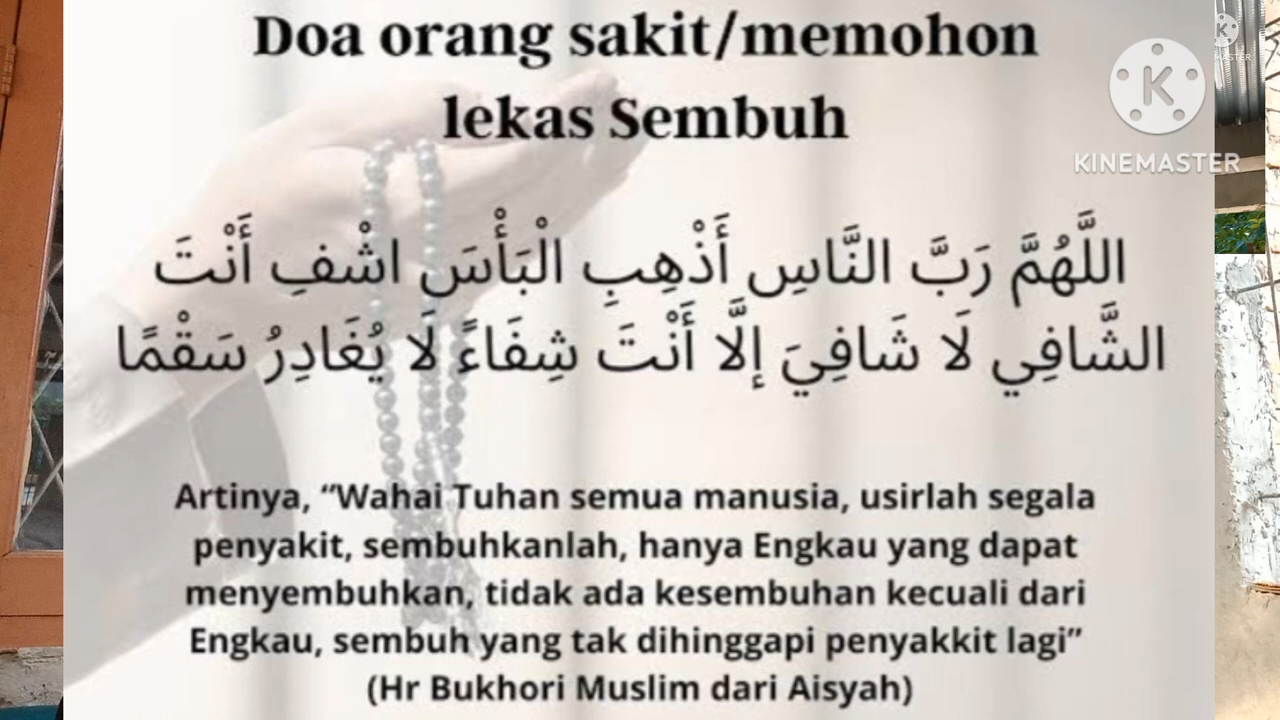 Doa orang sakit/memohon
lekas Sembuh
KINEMASTER
اللَّهُمَّ رَبَّ النَّاسِ أَذْهِبِ الْبَأْسَ اشْفِ أَنْتَ
الشَّافِي لَا شَافِيَ إِلَّا أَنْتَ شِفَاءً لَا يُغَادِرُ سَقْمًا
Artinya, “Wahai Tuhan semua manusia, usirlah segala
penyakit, sembuhkanlah, hanya Engkau yang dapat
menyembuhkan, tidak ada kesembuhan kecuali dari
Engkau, sembuh yang tak dihinggapi penyakkit lagi”
(Hr Bukhori Muslim dari Aisyah)